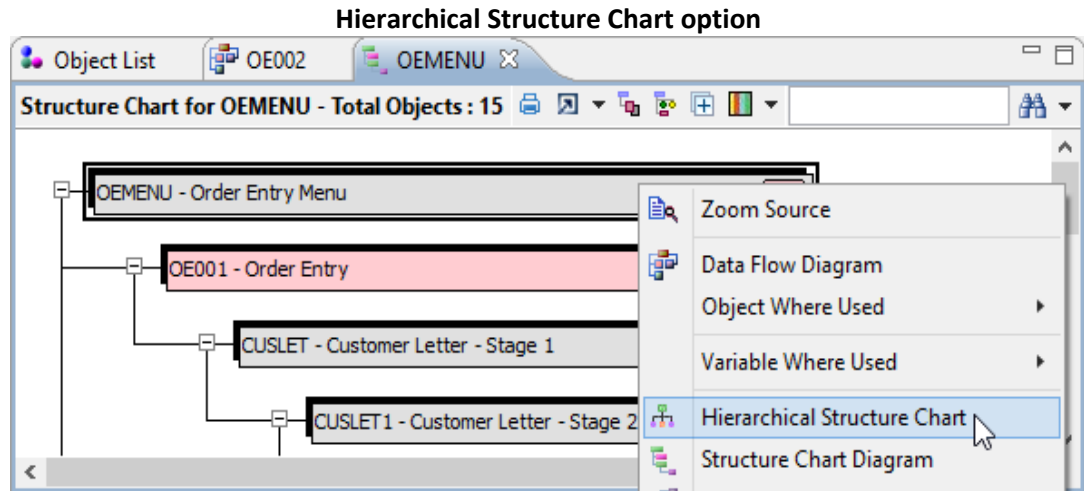 Hierarchical Structure Chart option
Object List OE002 OEMENU
Structure Chart for OEMENU - Total Objects : 15
OEMENU - Order Entry Menu
OE001 - Order Entry
CUSLET - Customer Letter - Stage 1
CUSLET1 - Customer Letter - Stage 2
Zoom Source
Data Flow Diagram
Object Where Used
Variable Where Used
Hierarchical Structure Chart
Structure Chart Diagram